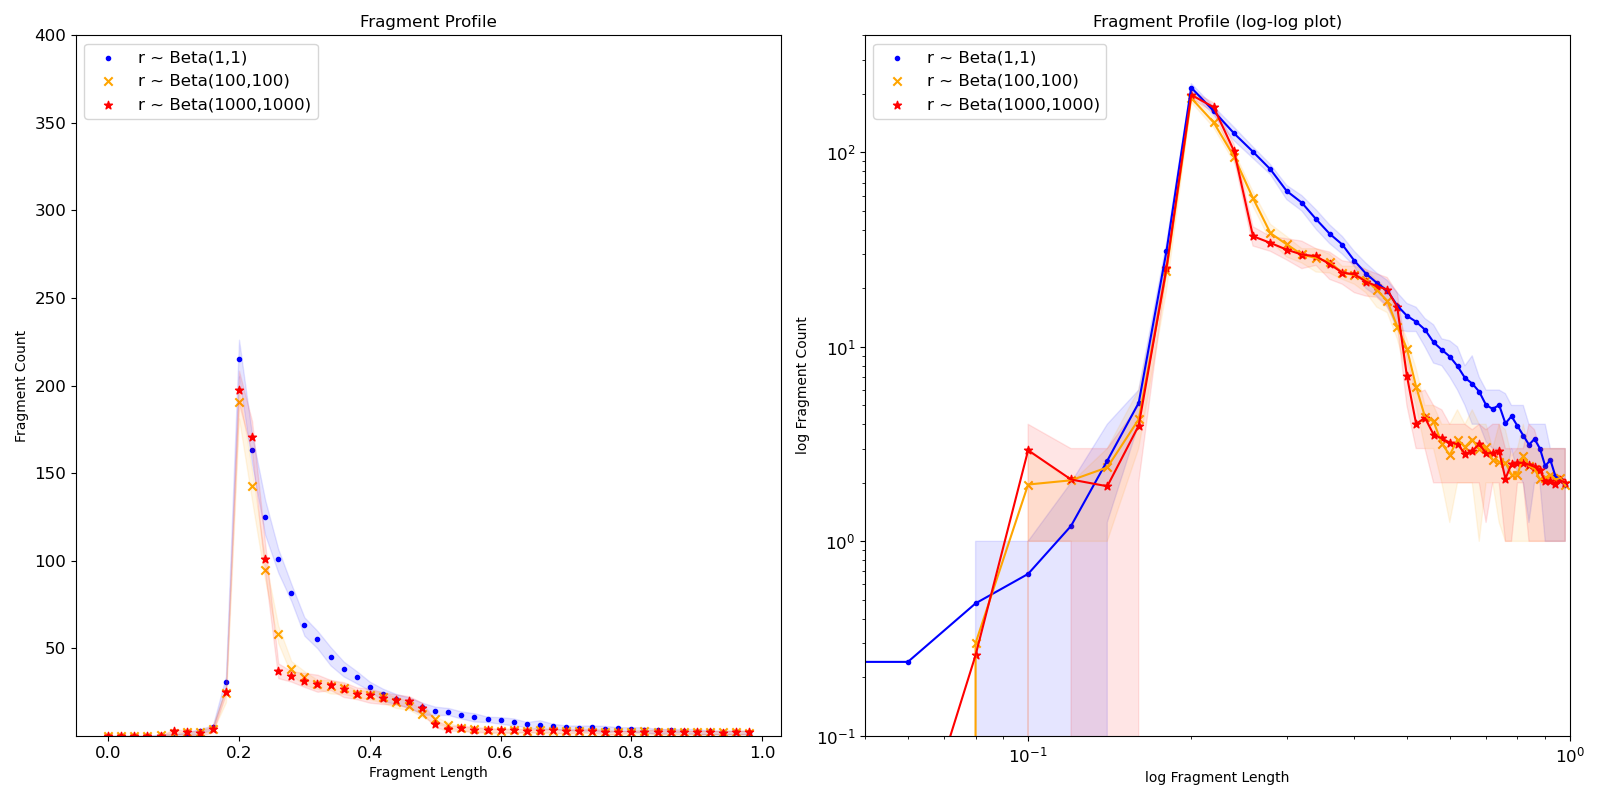 Fragment Profile
400
350
300
250
200
150
100
50
0.0
0.2
0.4
0.6
0.8
1.0
Fragment Length
Fragment Count
r ~ Beta(1,1)
r ~ Beta(100,100)
r ~ Beta(1000,1000)
Fragment Profile (log-log plot)
10²
10¹
10⁰
10⁻¹
10⁻¹
10⁰
log Fragment Length
log Fragment Count
r ~ Beta(1,1)
r ~ Beta(100,100)
r ~ Beta(1000,1000)